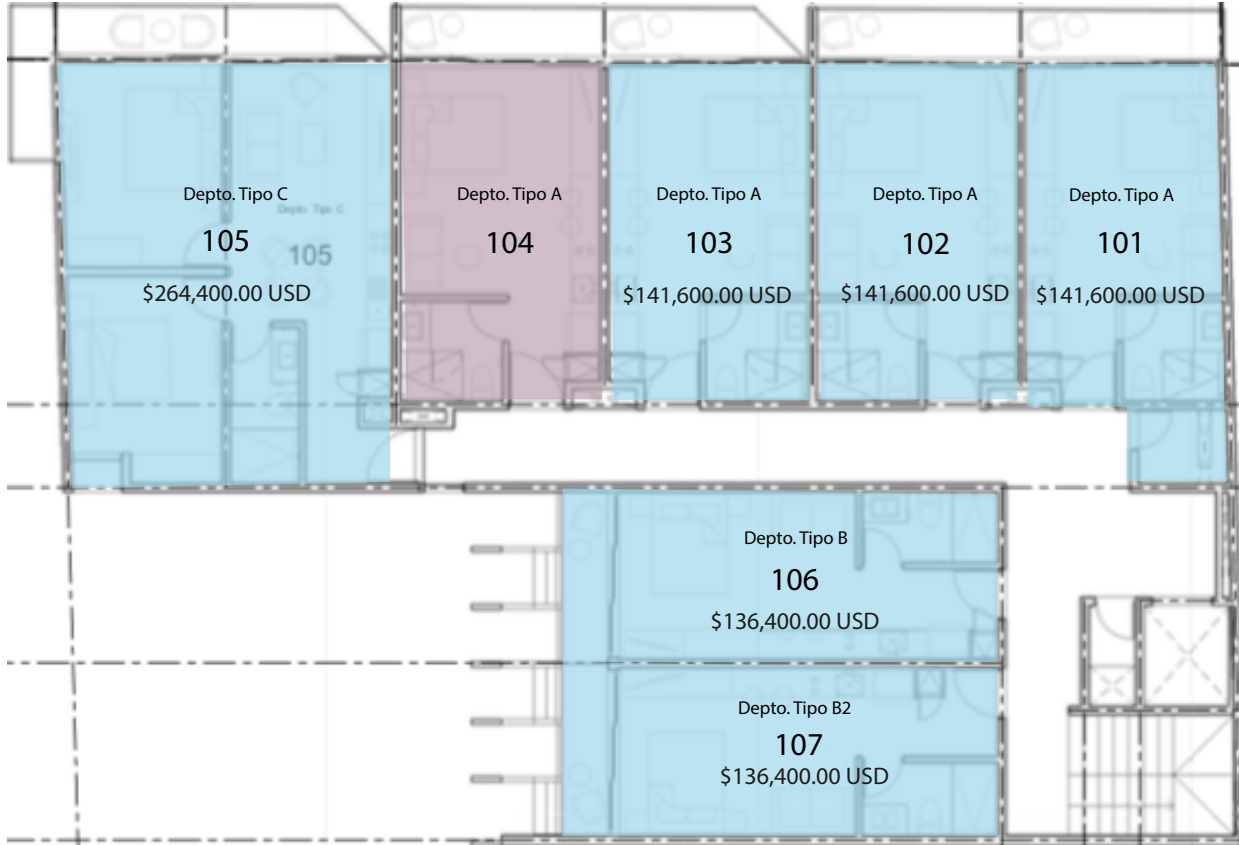 Depto. Tipo C
Depto. Tipo C
105
105
$264,400.00 USD
Depto. Tipo A
104
Depto. Tipo A
103
$141,600.00 USD
Depto. Tipo A
102
$141,600.00 USD
Depto. Tipo A
101
$141,600.00 USD
Depto. Tipo B
106
$136,400.00 USD
Depto. Tipo B2
107
$136,400.00 USD